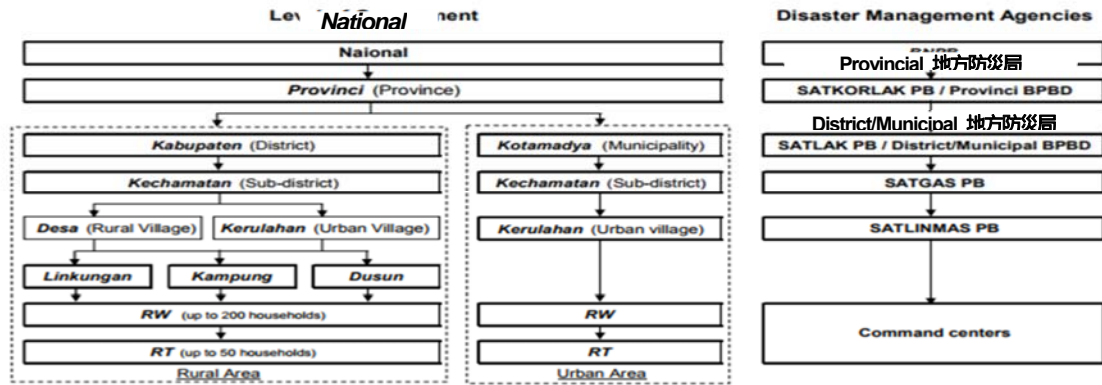 National
Disaster Management Agencies
Naional
Provincial 地方防災局
Provinci (Province)
SATKORLAK PB / Provinci BPBD
District/Municipal 地方防災局
Kabupaten (District)
Kotamadya (Municipality)
SATLAK PB / District/Municipal BPBD
Kechamatan (Sub-district)
Kechamatan (Sub-district)
SATGAS PB
Desa (Rural Village)
Kerulahan (Urban Village)
Kerulahan (Urban village)
SATLINMAS PB
Linkungan
Kampung
Dusun
RW (up to 200 households)
RW
Command centers
RT (up to 50 households)
RT
Rural Area
Urban Area